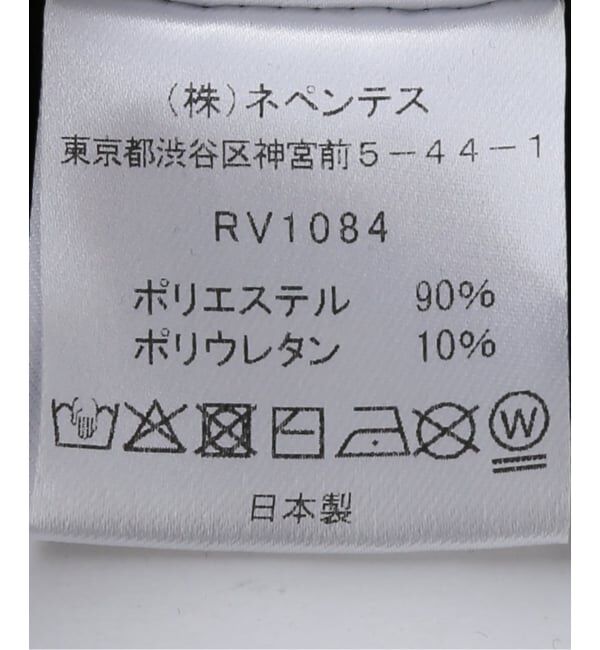 （株）ネペンテス
東京都渋谷区神宮前5-44-1
RV1084
ポリエステル 90%
ポリウレタン 10%
W
日本製